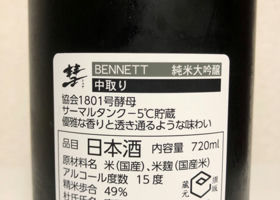 BENNETT 純米大吟醸
中取り
協会1801号酵母
サーマルタンク−5℃貯蔵
優雅な香りと透き通るような味わい
品目 日本酒 内容量 720ml
原材料名 米(国産)、米麹(国産米)
アルコール度数 15度
精米歩合 49%
蔵元